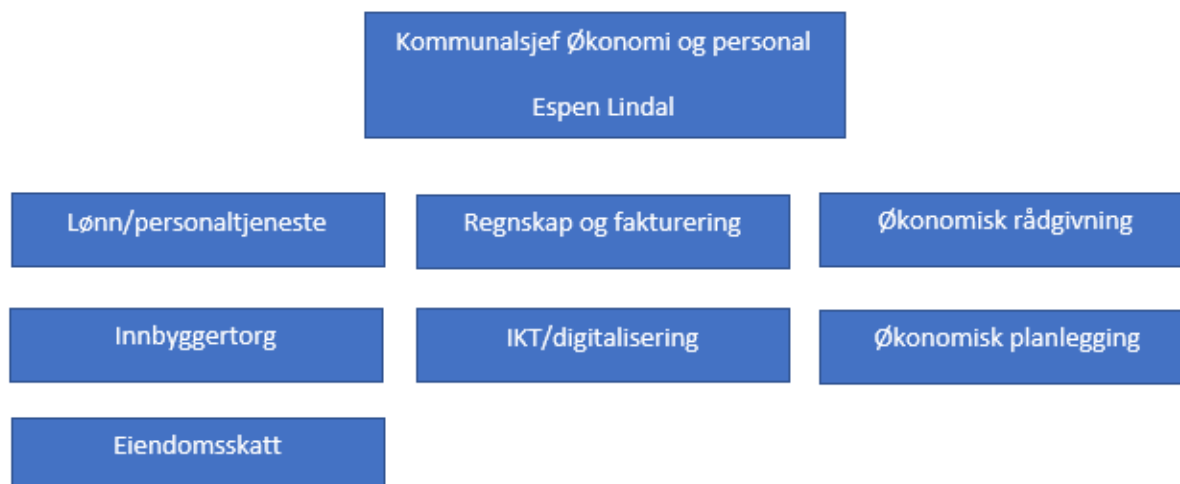 Kommunalsjef Økonomi og personal
Espen Lindal
Lønn/personaltjeneste
Regnskap og fakturering
Økonomisk rådgivning
Innbyggertorg
IKT/digitalisering
Økonomisk planlegging
Eiendomsskatt